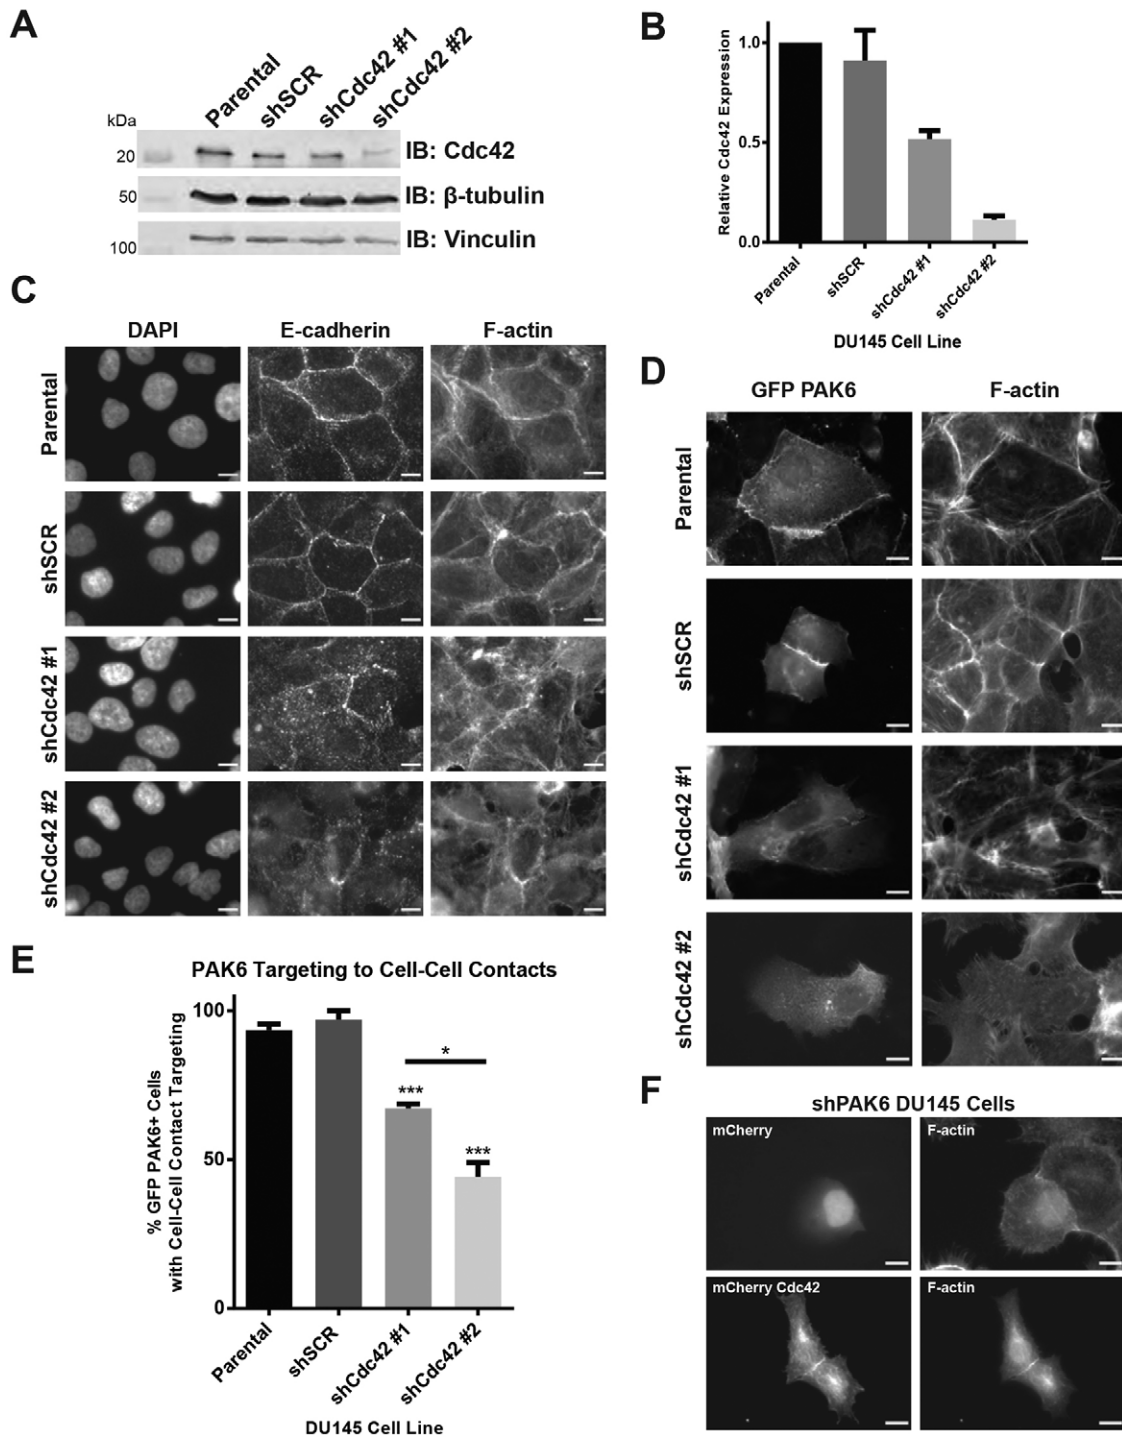 A
Parental
shSCR
shCdc42 #1
shCdc42 #2
kDa
20
IB: Cdc42
50
IB: β-tubulin
100
IB: Vinculin
B
Relative Cdc42 Expression
1.0
0.5
0.0
Parental
shSCR
shCdc42 #1
shCdc42 #2
DU145 Cell Line
C
DAPI
E-cadherin
F-actin
Parental
shSCR
shCdc42 #1
shCdc42 #2
D
GFP PAK6
F-actin
Parental
shSCR
shCdc42 #1
shCdc42 #2
E
PAK6 Targeting to Cell-Cell Contacts
% GFP PAK6+ Cells
with Cell-Cell Contact Targeting
100
50
0
*
***
***
Parental
shSCR
shCdc42 #1
shCdc42 #2
DU145 Cell Line
F
shPAK6 DU145 Cells
mCherry
F-actin
mCherry Cdc42
F-actin